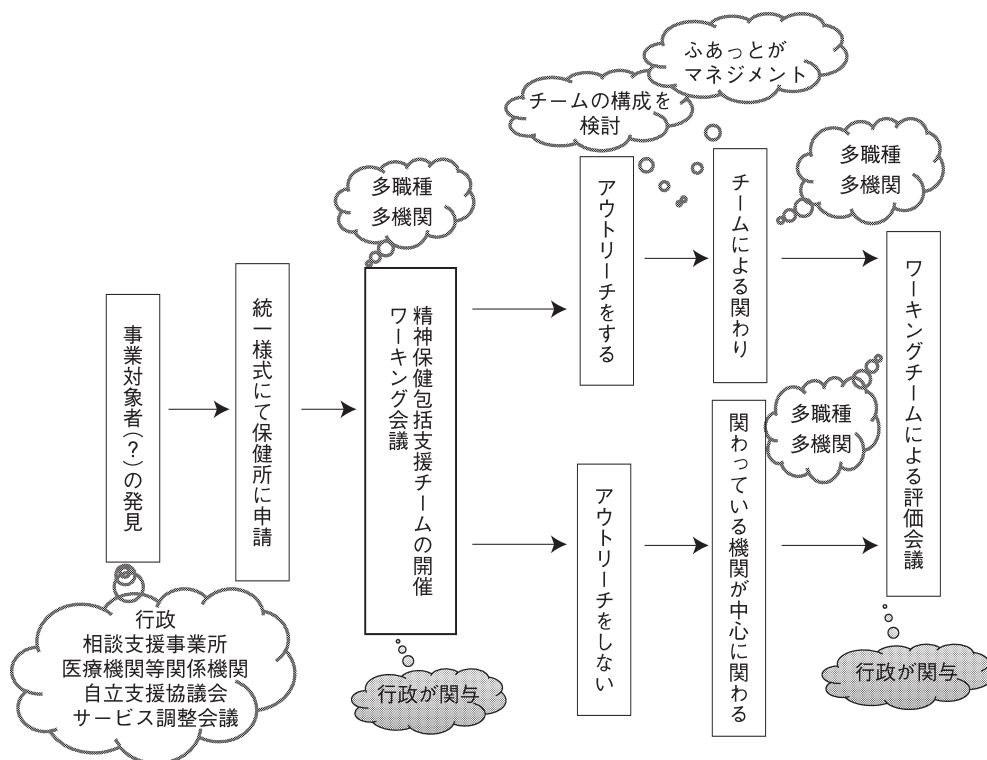 ふあっとが
マネジメント
チームの構成を
検討
多職種
多機関
多職種
多機関
事業対象者(?)の発見
統一様式にて保健所に申請
精神保健包括支援チームの開催
ワーキング会議
アウトリーチをする
チームによる関わり
アウトリーチをしない
関わっている機関が中心に関わる
多職種
多機関
ワーキングチームによる評価会議
行政
相談支援事業所
医療機関等関係機関
自立支援協議会
サービス調整会議
行政が関与
行政が関与